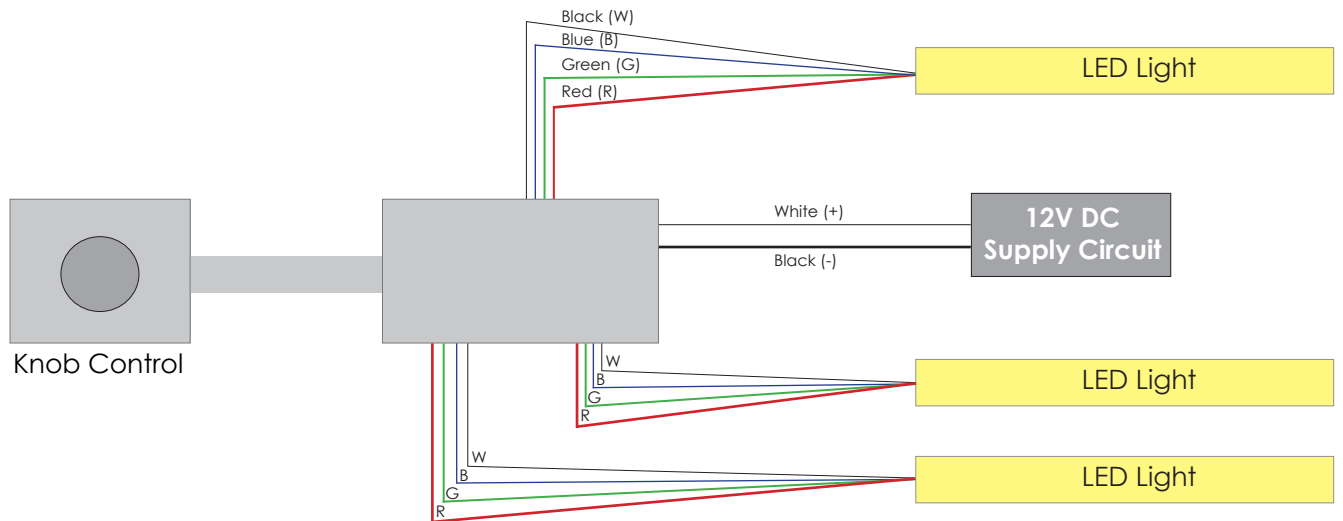 Black (W)
Blue (B)
Green (G)
Red (R)
LED Light
White (+)
Black (-)
12V DC
Supply Circuit
Knob Control
W
B
G
R
LED Light
W
B
G
R
LED Light